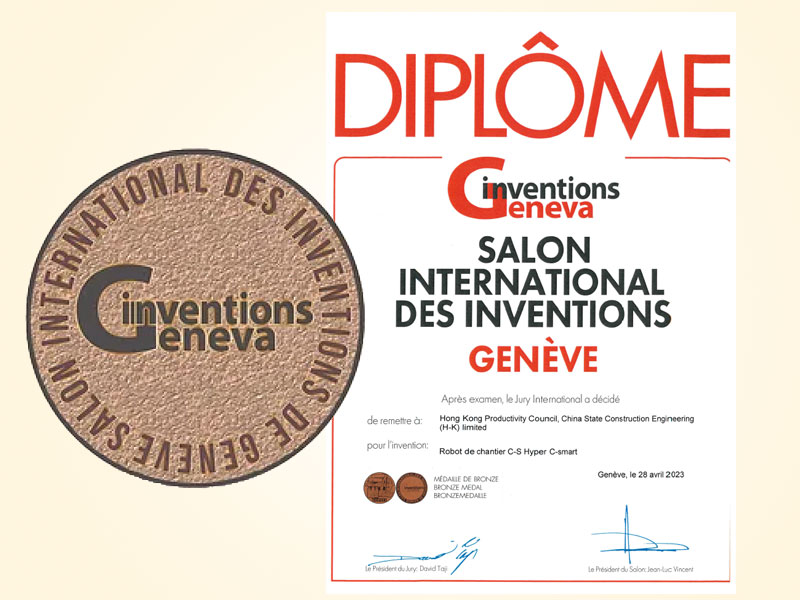 SALON INTERNATIONAL DES INVENTIONS DE GENEVE
inventions
Geneva
DIPLÔME
inventions
Geneva
SALON
INTERNATIONAL
DES INVENTIONS
GENÈVE
Après examen, le Jury International a décidé
de remettre à: Hong Kong Productivity Council, China State Construction Engineering
(H-K) limited
pour l'invention:
Robot de chantier C-S Hyper C-smart
Genève, le 28 avril 2023
MÉDAILLE DE BRONZE
BRONZE MEDAL
BRONZEMEDAILLE
Le Président du Jury: David Taji
Le Président du Salon: Jean-Luc Vincent